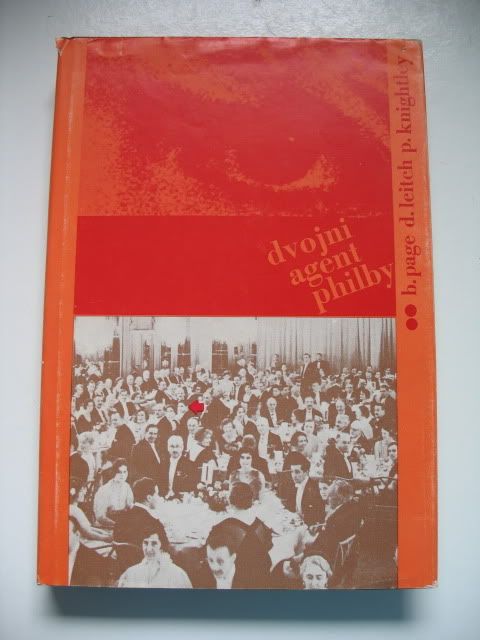 dvojni
agent
philby
b. page d. leitch p. knightley